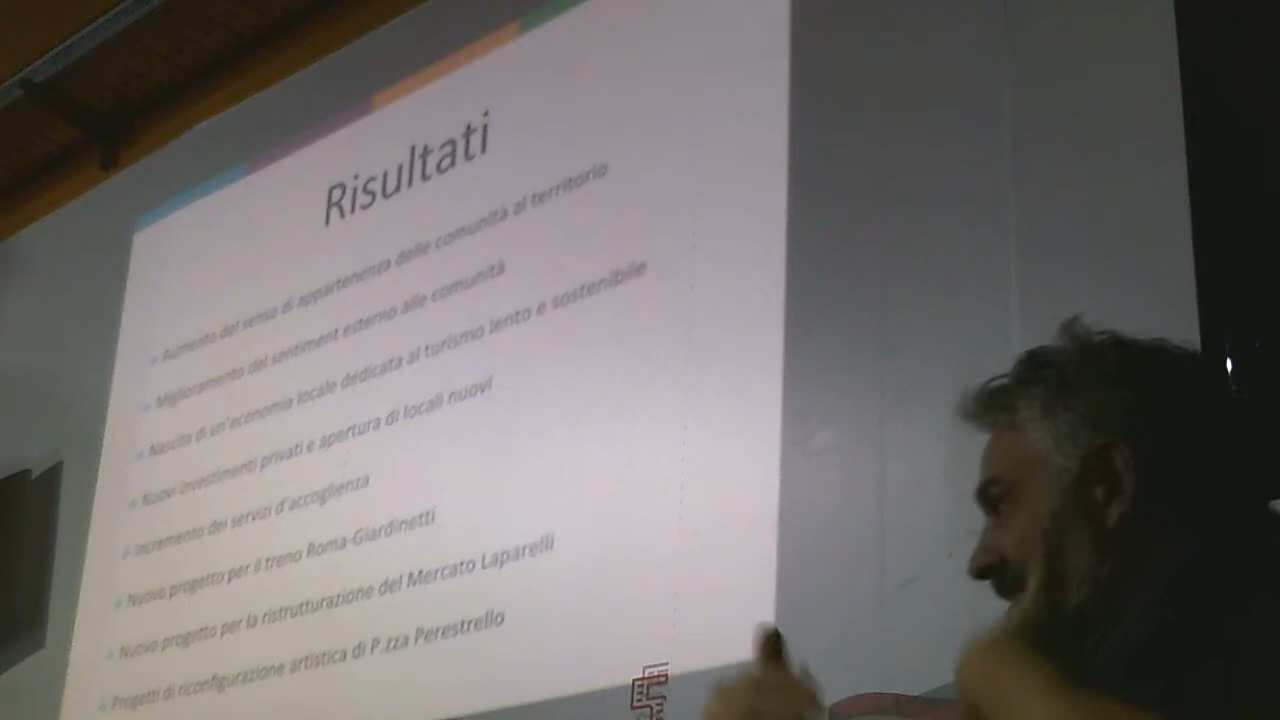 Risultati
Aumento del senso di appartenenza delle comunità al territorio
Miglioramento del sentiment esterno alle comunità
Nascita di un'economia locale dedicata al turismo lento e sostenibile
Nuovi investimenti privati e apertura di locali nuovi
Incremento dei servizi d'accoglienza
Nuovo progetto per il treno Roma-Giardinetti
Nuovo progetto per la ristrutturazione del Mercato Laparelli
Progetti di riconfigurazione artistica di P.zza Perestrello